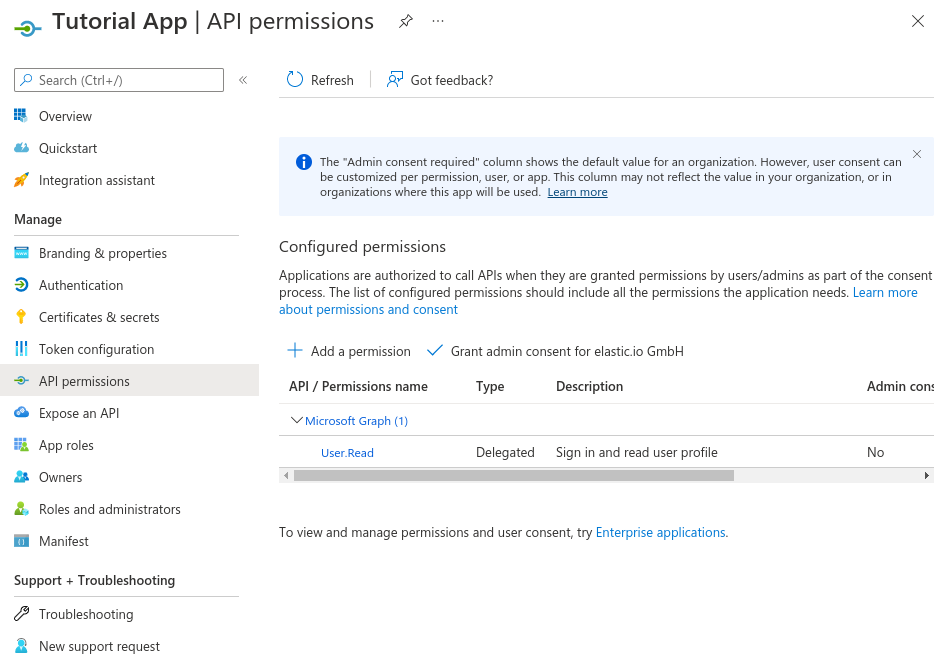 Tutorial App | API permissions
Search (Ctrl+/)
Overview
Quickstart
Integration assistant
Manage
Branding & properties
Authentication
Certificates & secrets
Token configuration
API permissions
Expose an API
App roles
Owners
Roles and administrators
Manifest
Support + Troubleshooting
Troubleshooting
New support request
Refresh
Got feedback?
The "Admin consent required" column shows the default value for an organization. However, user consent can
be customized per permission, user, or app. This column may not reflect the value in your organization, or in
organizations where this app will be used. Learn more
Configured permissions
Applications are authorized to call APIs when they are granted permissions by users/admins as part of the consent
process. The list of configured permissions should include all the permissions the application needs. Learn more
about permissions and consent
Add a permission
Grant admin consent for elastic.io GmbH
API / Permissions name Type Description Admin cons
Microsoft Graph (1)
User.Read Delegated Sign in and read user profile No
To view and manage permissions and user consent, try Enterprise applications.